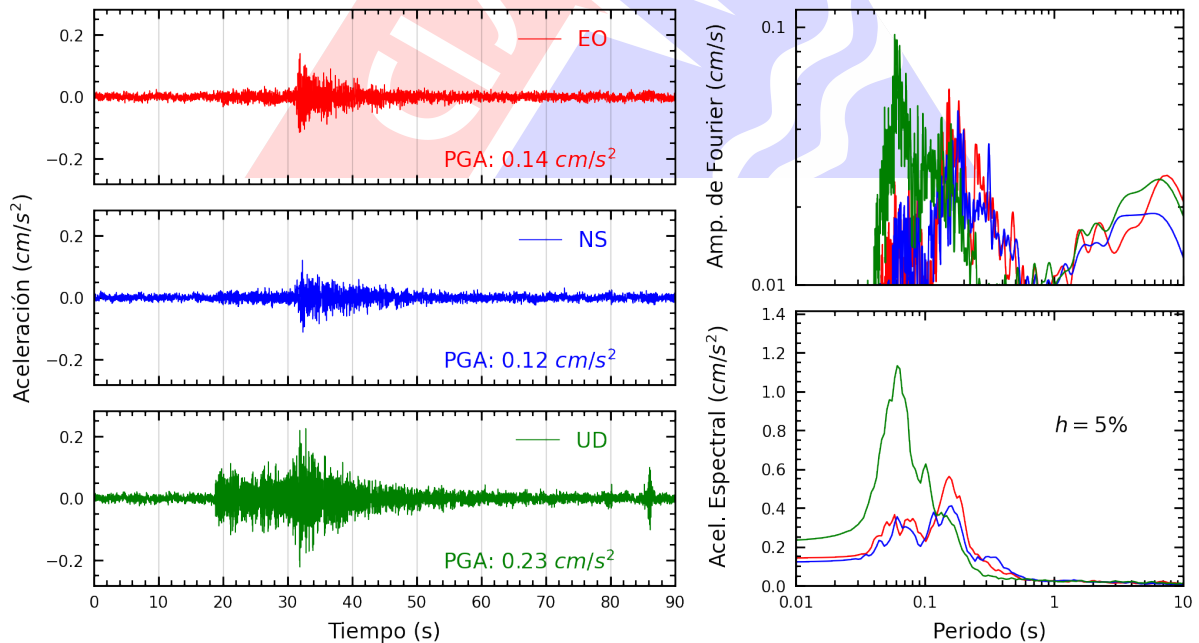 Aceleración (cm/s²)
0.2
0.0
−0.2
EO
PGA: 0.14 cm/s²
0.2
0.0
−0.2
NS
PGA: 0.12 cm/s²
0.2
0.0
−0.2
UD
PGA: 0.23 cm/s²
0 10 20 30 40 50 60 70 80 90
Tiempo (s)
Amp. de Fourier (cm/s)
0.1
0.01
Acel. Espectral (cm/s²)
1.4
1.2
1.0
0.8
0.6
0.4
0.2
0.0
h = 5%
0.01 0.1 1 10
Periodo (s)